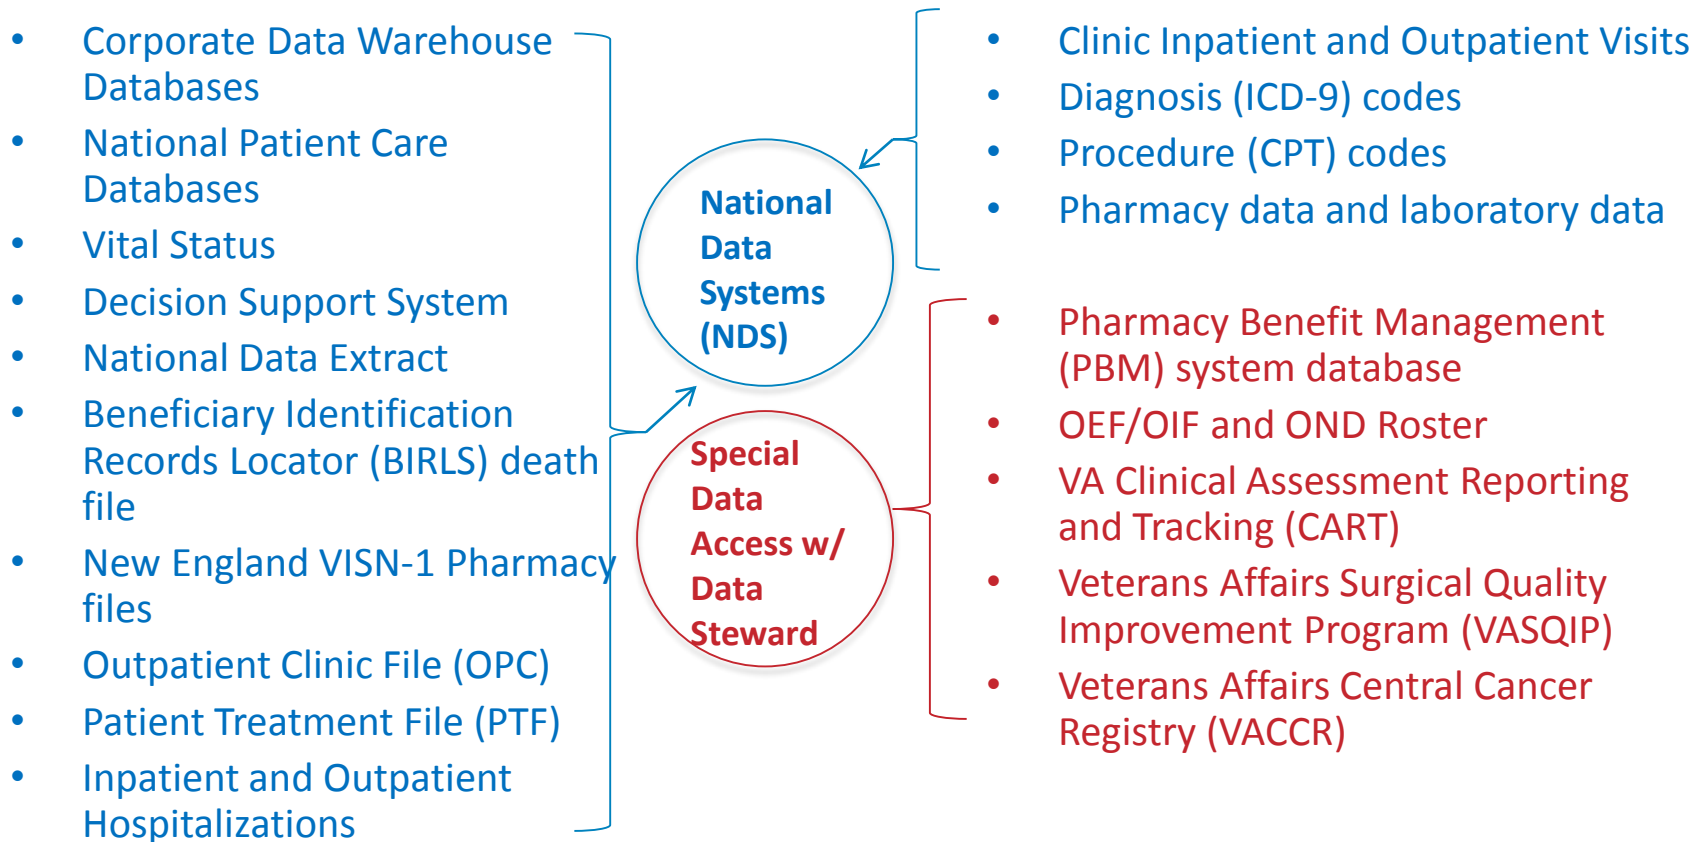 • Corporate Data Warehouse
Databases
• National Patient Care
Databases
• Vital Status
• Decision Support System
• National Data Extract
• Beneficiary Identification
Records Locator (BIRLS) death
file
• New England VISN-1 Pharmacy
files
• Outpatient Clinic File (OPC)
• Patient Treatment File (PTF)
• Inpatient and Outpatient
Hospitalizations
National
Data
Systems
(NDS)
Special
Data
Access w/
Data
Steward
• Clinic Inpatient and Outpatient Visits
• Diagnosis (ICD-9) codes
• Procedure (CPT) codes
• Pharmacy data and laboratory data
• Pharmacy Benefit Management
(PBM) system database
• OEF/OIF and OND Roster
• VA Clinical Assessment Reporting
and Tracking (CART)
• Veterans Affairs Surgical Quality
Improvement Program (VASQIP)
• Veterans Affairs Central Cancer
Registry (VACCR)